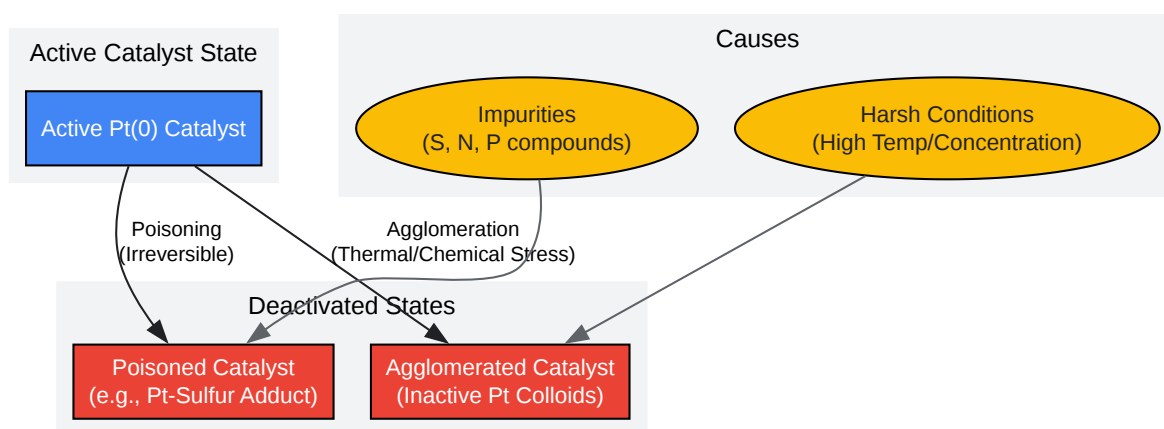 Active Catalyst State
Causes
Active Pt(0) Catalyst
Impurities
(S, N, P compounds)
Harsh Conditions
(High Temp/Concentration)
Poisoning
(Irreversible)
Agglomeration
(Thermal/Chemical Stress)
Deactivated States
Poisoned Catalyst
(e.g., Pt-Sulfur Adduct)
Agglomerated Catalyst
(Inactive Pt Colloids)